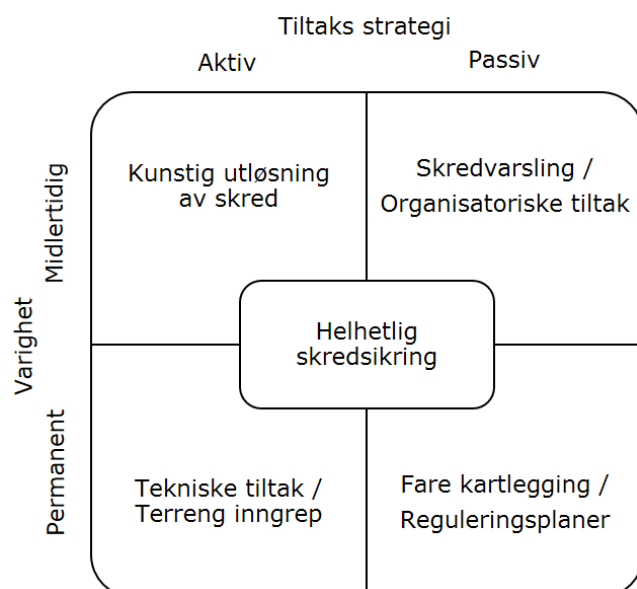 Tiltaks strategi
Aktiv
Passiv
Varighet
Midlertidig
Kunstig utløsning
av skred
Skredvarsling /
Organisatoriske tiltak
Helhetlig
skredsikring
Permanent
Tekniske tiltak /
Terreng inngrep
Fare kartlegging /
Reguleringsplaner